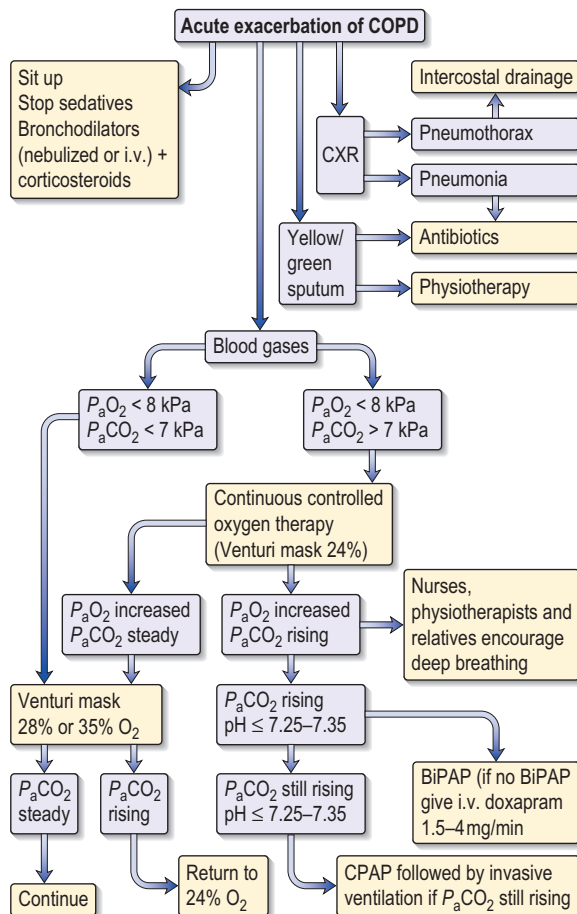 Acute exacerbation of COPD
Sit up
Stop sedatives
Bronchodilators
(nebulized or i.v.) +
corticosteroids
Intercostal drainage
CXR
Pneumothorax
Pneumonia
Yellow/
green
sputum
Antibiotics
Physiotherapy
Blood gases
PaO2 < 8 kPa
PaCO2 < 7 kPa
PaO2 < 8 kPa
PaCO2 > 7 kPa
Continuous controlled
oxygen therapy
(Venturi mask 24%)
PaO2 increased
PaCO2 steady
PaO2 increased
PaCO2 rising
Nurses,
physiotherapists and
relatives encourage
deep breathing
Venturi mask
28% or 35% O2
PaCO2 rising
pH ≤ 7.25–7.35
PaCO2
steady
PaCO2
rising
PaCO2 still rising
pH ≤ 7.25–7.35
BiPAP (if no BiPAP
give i.v. doxapram
1.5–4 mg/min
Continue
Return to
24% O2
CPAP followed by invasive
ventilation if PaCO2 still rising